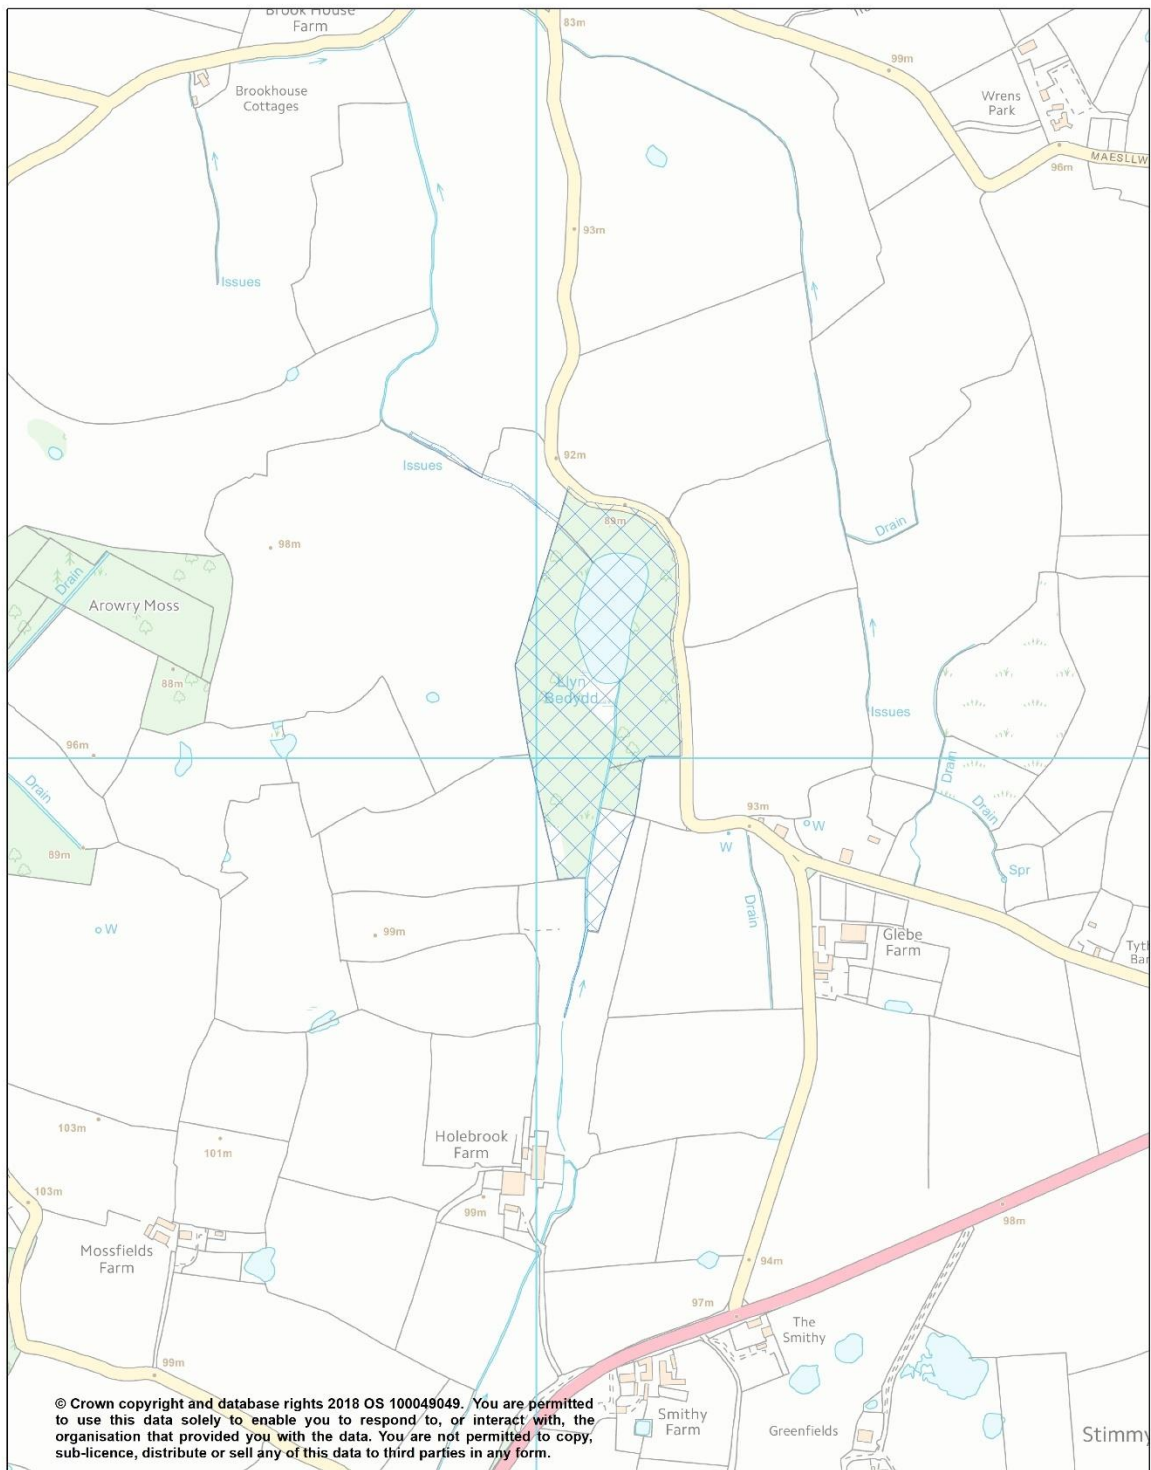 Brook House
Farm
83m
99m
Wrens
Park
Brookhouse
Cottages
MAESLLW
96m
93m
Issues
92m
Issues
89m
98m
Drain
Drain
Arowry Moss
88m
Llyn
Bedydd
Issues
96m
Drain
Drain
Drain
93m
W
W
89m
Spr
Drain
W
99m
Glebe
Farm
Tyth
Bar
103m
101m
Holebrook
Farm
103m
99m
98m
Mossfields
Farm
94m
97m
The
Smithy
99m
Smithy
Farm
Greenfields
Stimmy
© Crown copyright and database rights 2018 OS 100049049. You are permitted
to use this data solely to enable you to respond to, or interact with, the
organisation that provided you with the data. You are not permitted to copy,
sub-licence, distribute or sell any of this data to third parties in any form.